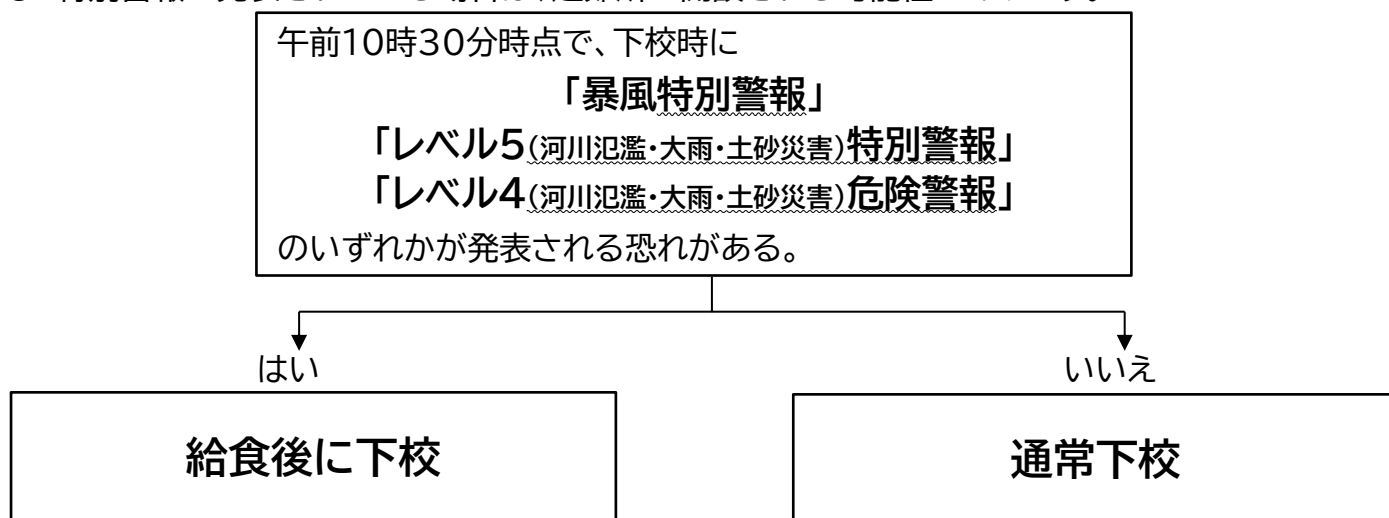 午前10時30分時点で、下校時に
「暴風特別警報」
「レベル5(河川氾濫・大雨・土砂災害)特別警報」
「レベル4(河川氾濫・大雨・土砂災害)危険警報」
のいずれかが発表される恐れがある。
はい
いいえ
給食後に下校
通常下校